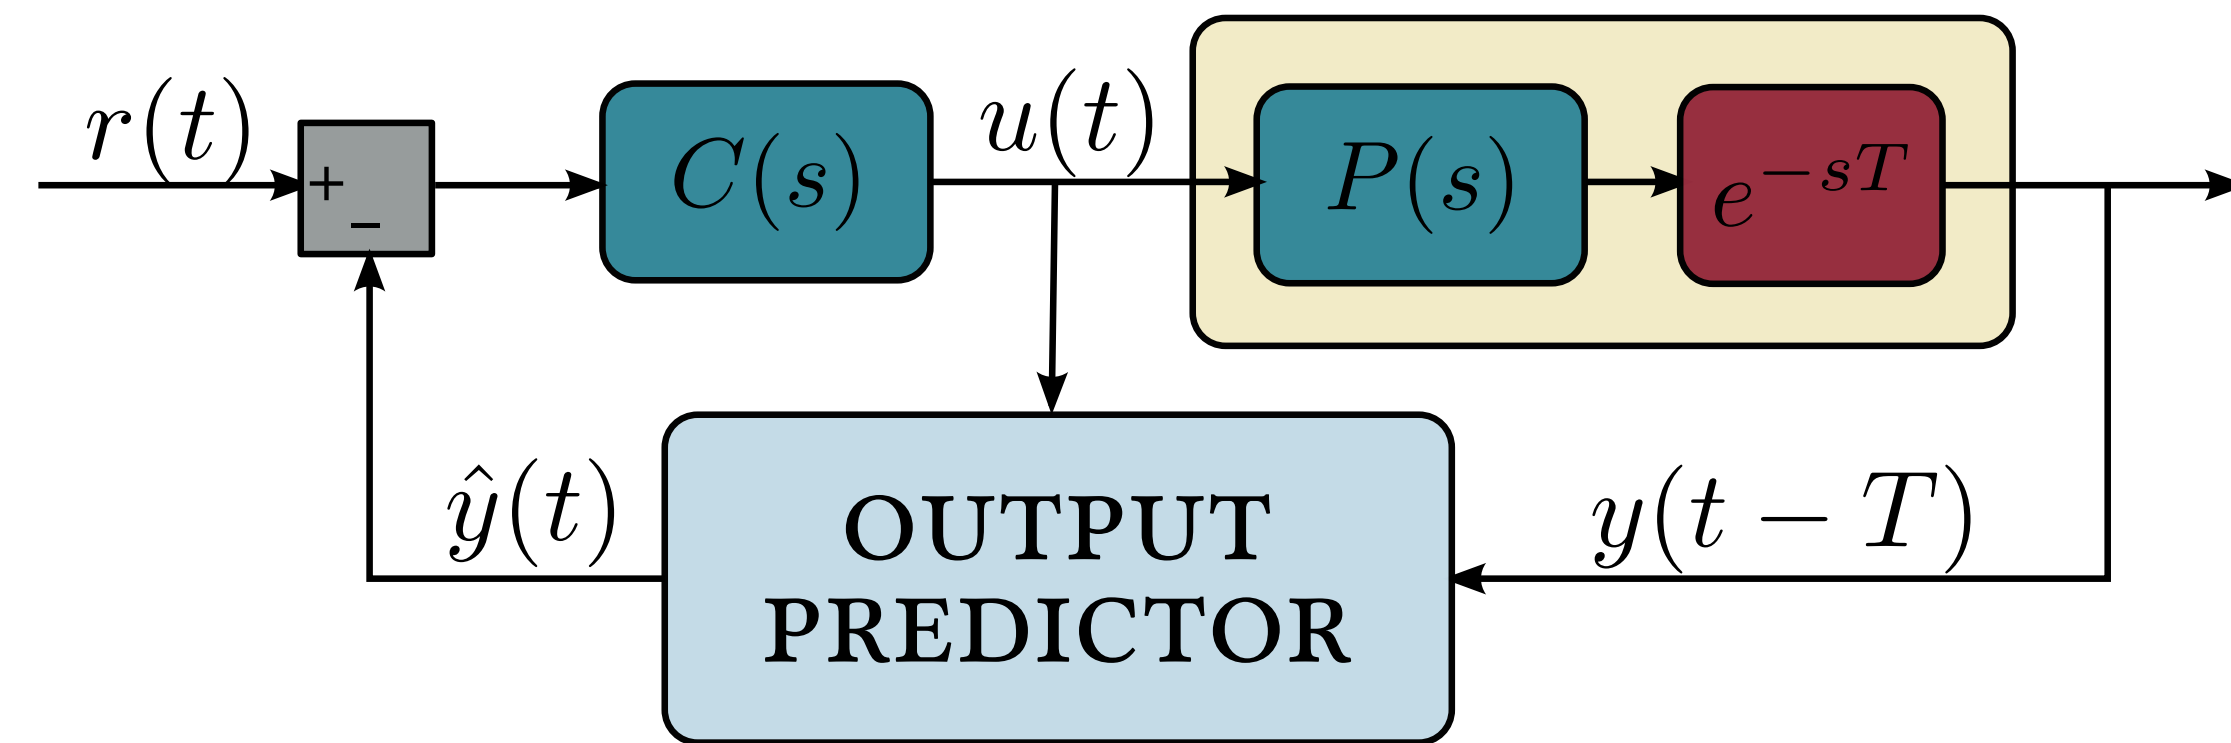 r(t)
+
−
C(s)
u(t)
P(s)
e^{−sT}
ŷ(t)
OUTPUT
PREDICTOR
y(t − T)